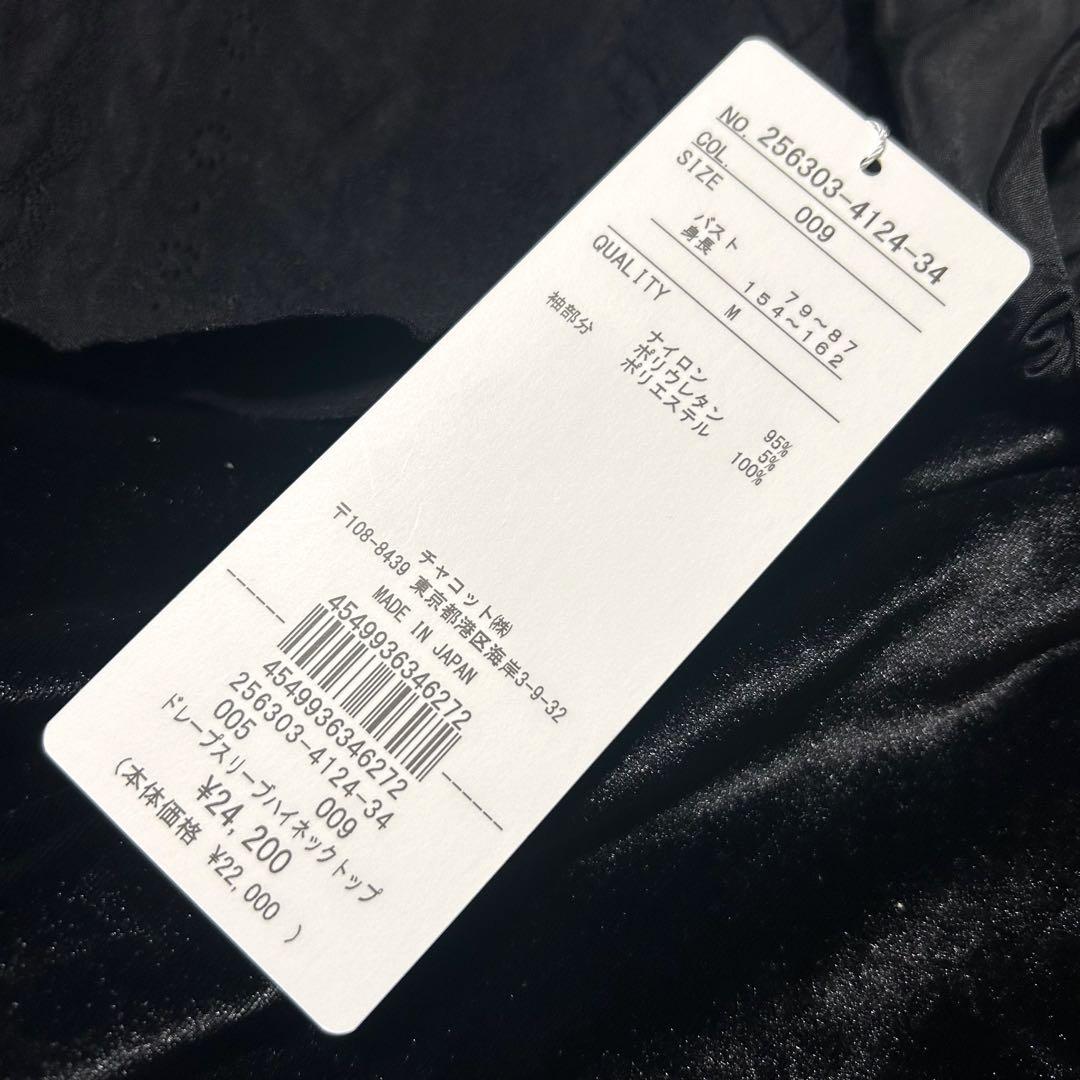 NO. 256303-4124-34
COL. 009
SIZE
バスト 79~87
身長 154~162
M
QUALITY
ナイロン 95%
ポリウレタン 5%
袖部分 ポリエステル 100%
チャコット㈱
〒108-8439 東京都港区海岸3-9-32
MADE IN JAPAN
4549936346272
4549936346272
256303-4124-34
005 009
ドレープスリーブハイネックトップ
¥24,200
(本体価格 ¥22,000 )